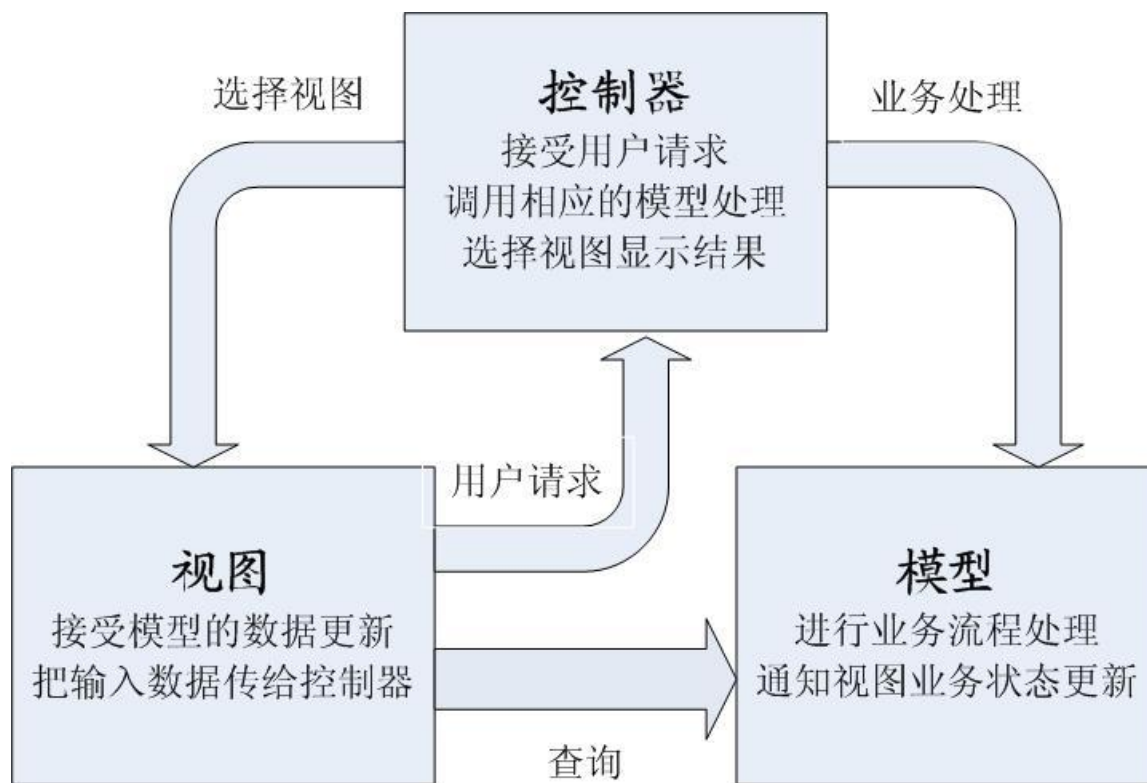 选择视图
控制器
业务处理
接受用户请求
调用相应的模型处理
选择视图显示结果
用户请求
视图
接受模型的数据更新
把输入数据传给控制器
模型
进行业务流程处理
通知视图业务状态更新
查询